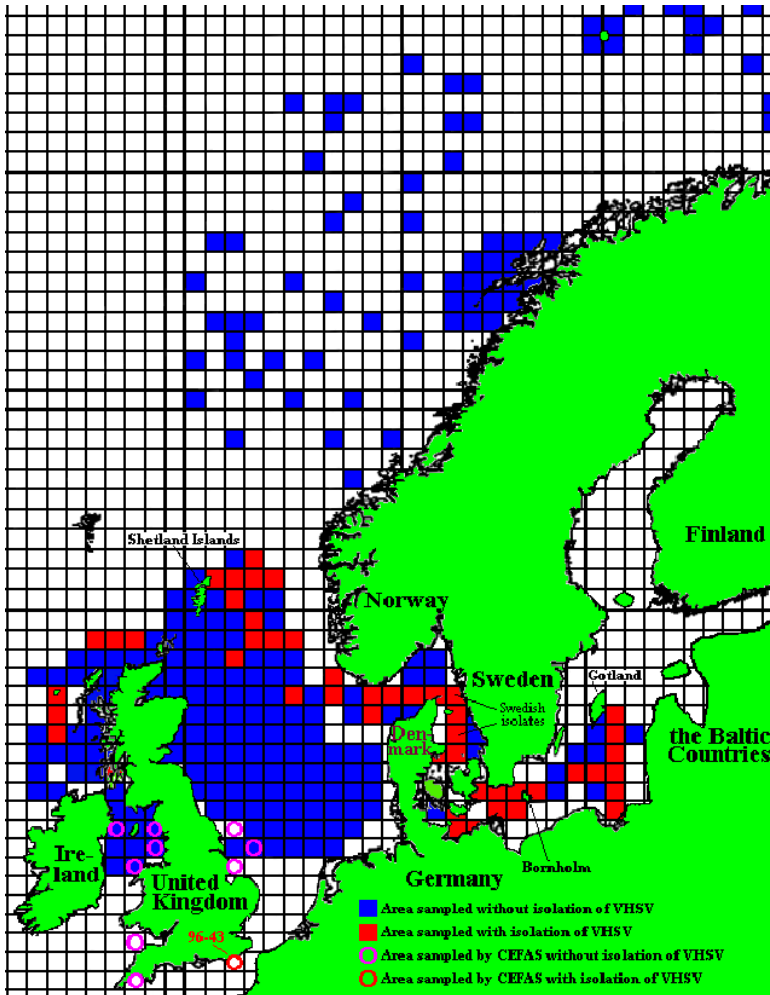 Shetland Islands
Finland
Norway
Sweden
Gotland
Swedish
isolates
Den-
mark
the Baltic
Countries
Ire-
land
United
Kingdom
Bornholm
Germany
96-43
Area sampled without isolation of VHSV
Area sampled with isolation of VHSV
Area sampled by CEFAS without isolation of VHSV
Area sampled by CEFAS with isolation of VHSV